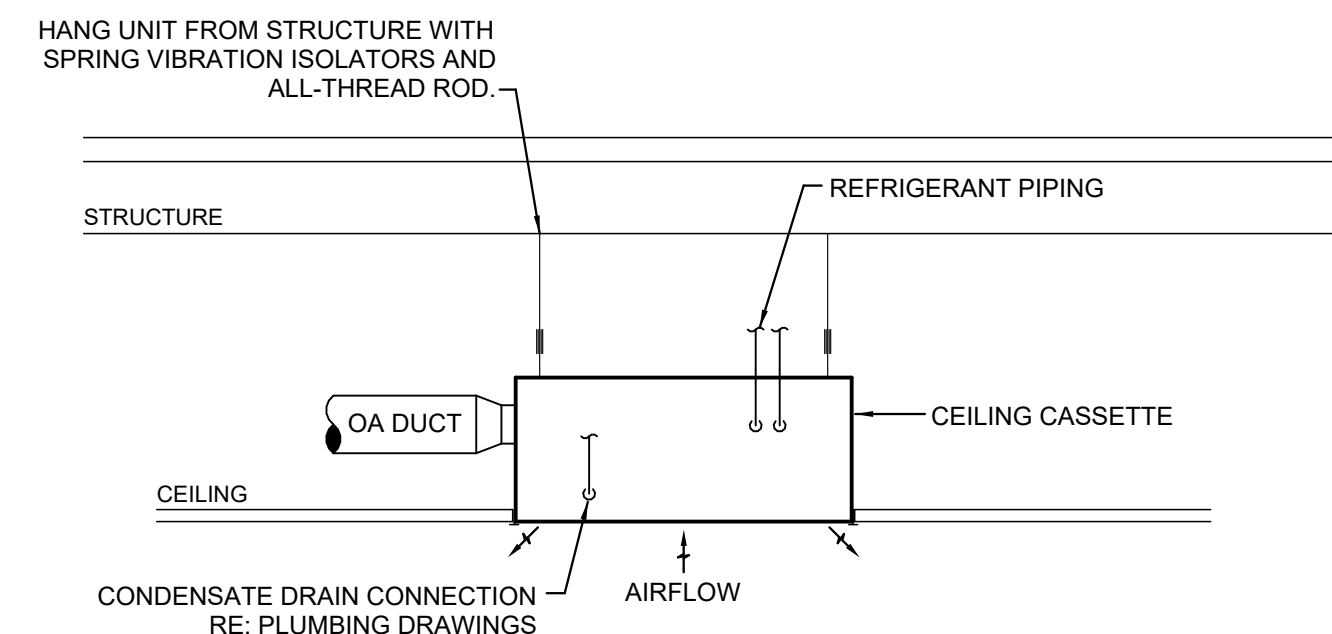 HANG UNIT FROM STRUCTURE WITH
SPRING VIBRATION ISOLATORS AND
ALL-THREAD ROD.
REFRIGERANT PIPING
STRUCTURE
OA DUCT
CEILING CASSETTE
CEILING
CONDENSATE DRAIN CONNECTION
RE: PLUMBING DRAWINGS
AIRFLOW